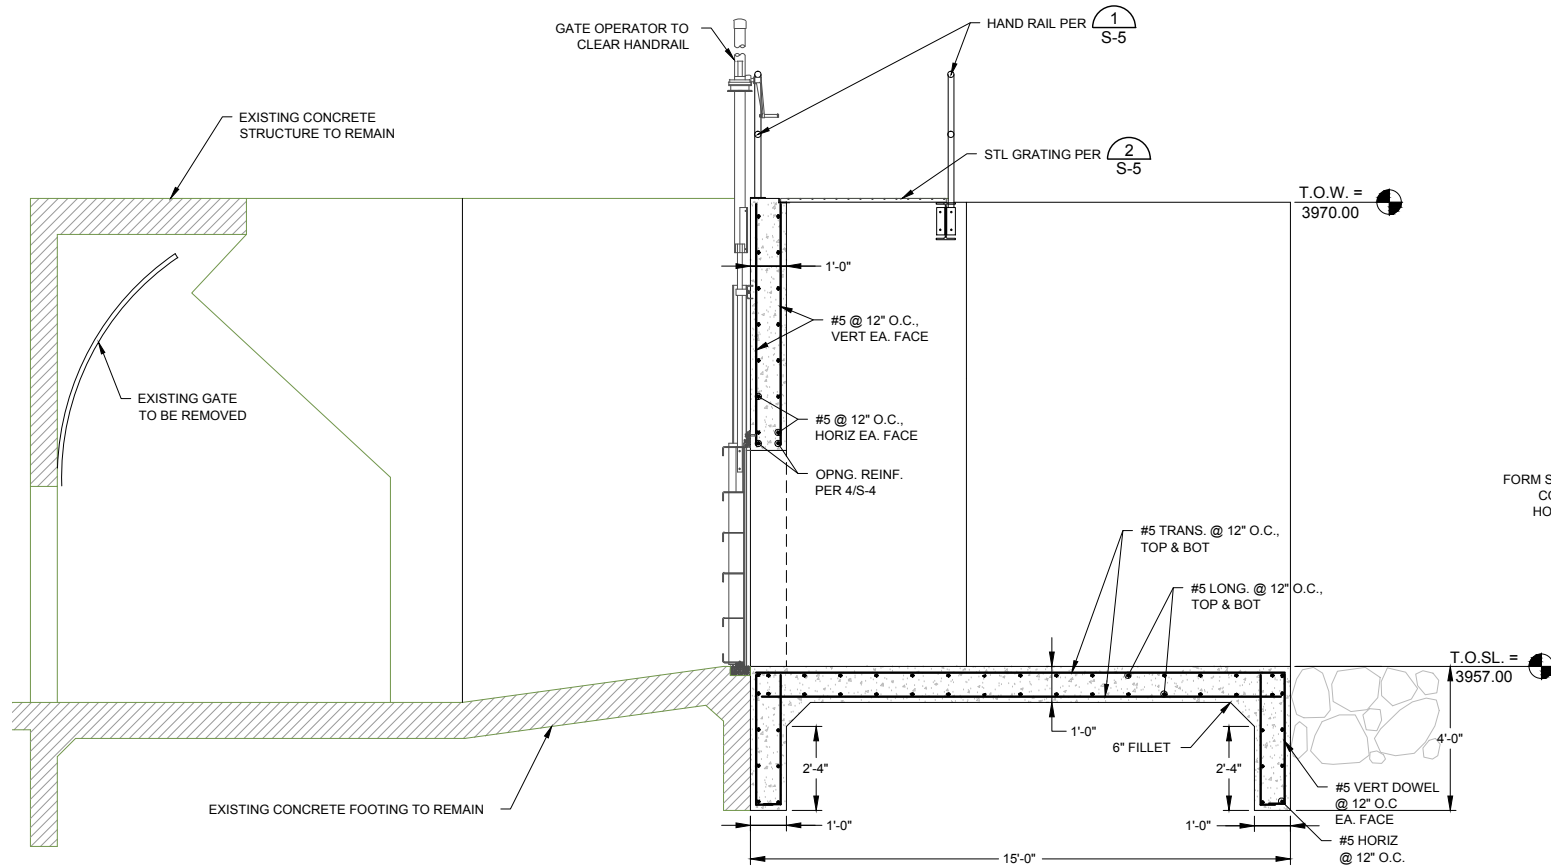 GATE OPERATOR TO
CLEAR HANDRAIL
HAND RAIL PER
1
S-5
EXISTING CONCRETE
STRUCTURE TO REMAIN
STL GRATING PER
2
S-5
T.O.W. =
3970.00
1'-0"
#5 @ 12" O.C.,
VERT EA. FACE
EXISTING GATE
TO BE REMOVED
#5 @ 12" O.C.,
HORIZ EA. FACE
OPNG. REINF.
PER 4/S-4
FORM S
CO
HO
#5 TRANS. @ 12" O.C.,
TOP & BOT
#5 LONG. @ 12" O.C.,
TOP & BOT
T.O.SL. =
3957.00
1'-0"
6" FILLET
4'-0"
2'-4"
2'-4"
#5 VERT DOWEL
@ 12" O.C
EA. FACE
EXISTING CONCRETE FOOTING TO REMAIN
1'-0"
1'-0"
#5 HORIZ
@ 12" O.C.
15'-0"